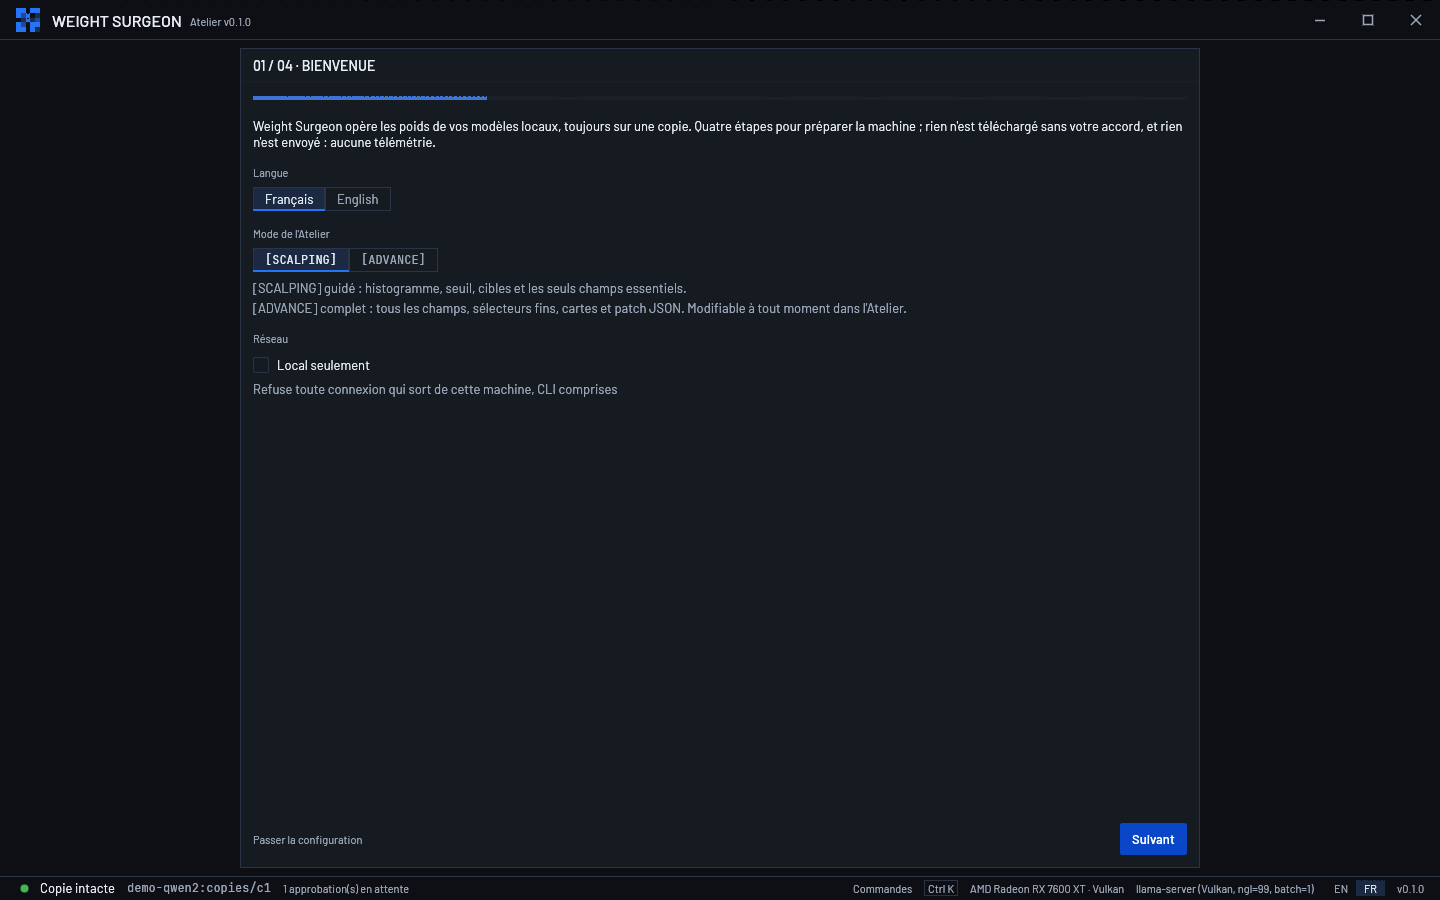 WEIGHT SURGEON Atelier v0.1.0
01 / 04 · BIENVENUE
Weight Surgeon opère les poids de vos modèles locaux, toujours sur une copie. Quatre étapes pour préparer la machine ; rien n'est téléchargé sans votre accord, et rien
n'est envoyé : aucune télémétrie.
Langue
Français English
Mode de l'Atelier
[SCALPING] [ADVANCE]
[SCALPING] guidé : histogramme, seuil, cibles et les seuls champs essentiels.
[ADVANCE] complet : tous les champs, sélecteurs fins, cartes et patch JSON. Modifiable à tout moment dans l'Atelier.
Réseau
Local seulement
Refuse toute connexion qui sort de cette machine, CLI comprises
Passer la configuration Suivant
Copie intacte demo-qwen2:copies/c1 1 approbation(s) en attente Commandes Ctrl K AMD Radeon RX 7600 XT · Vulkan llama-server (Vulkan, ngl=99, batch=1) EN FR v0.1.0